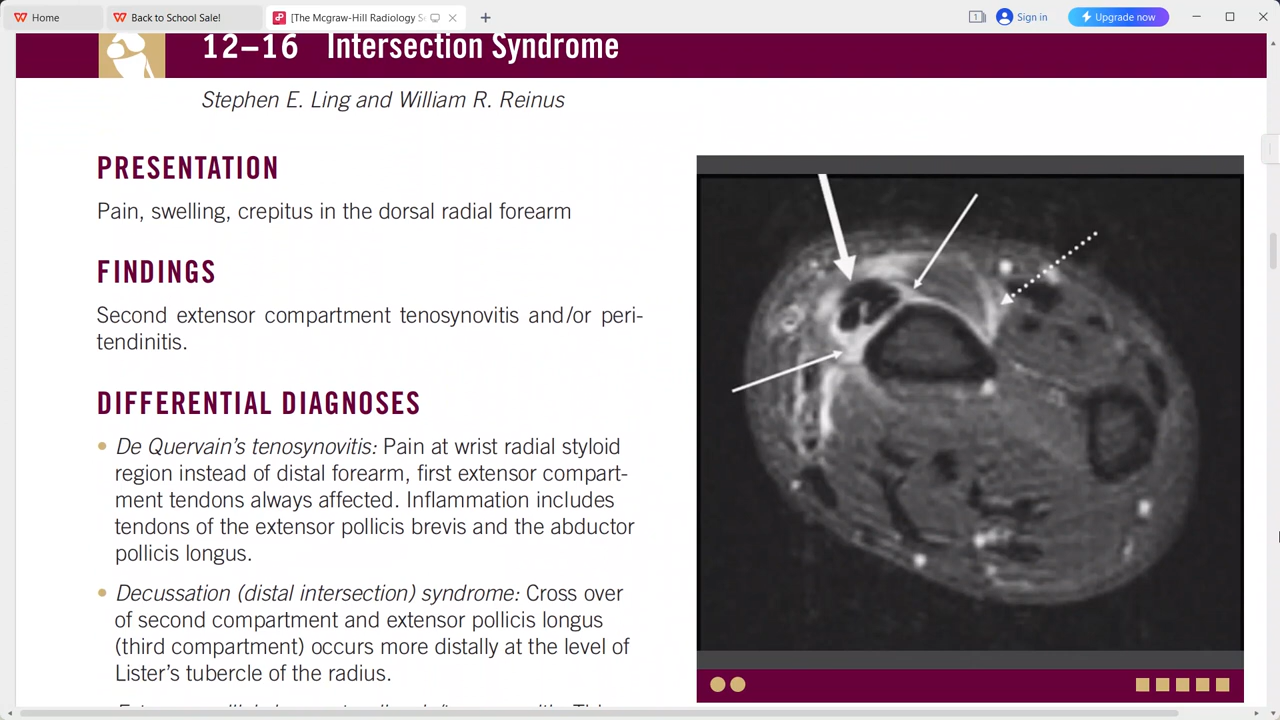 Home
Back to School Sale!
[The Mcgraw-Hill Radiology Se
1
Sign in
Upgrade now
12–16 Intersection Syndrome
Stephen E. Ling and William R. Reinus
PRESENTATION
Pain, swelling, crepitus in the dorsal radial forearm
FINDINGS
Second extensor compartment tenosynovitis and/or peri-
tendinitis.
DIFFERENTIAL DIAGNOSES
• De Quervain’s tenosynovitis: Pain at wrist radial styloid
region instead of distal forearm, first extensor compart-
ment tendons always affected. Inflammation includes
tendons of the extensor pollicis brevis and the abductor
pollicis longus.
• Decussation (distal intersection) syndrome: Cross over
of second compartment and extensor pollicis longus
(third compartment) occurs more distally at the level of
Lister’s tubercle of the radius.